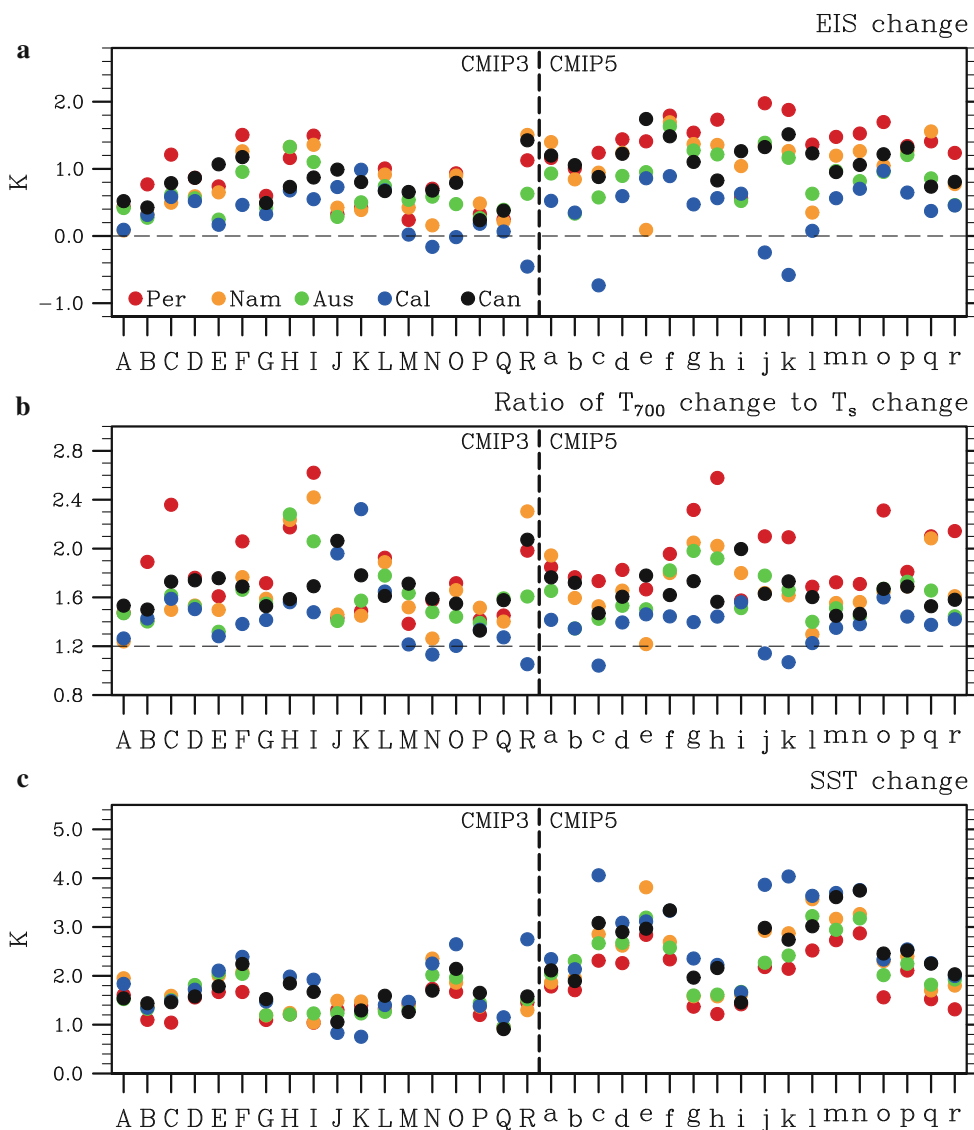 EIS change
a
CMIP3 CMIP5
2.0
1.0
0.0
−1.0
K
Per Nam Aus Cal Can
A B C D E F G H I J K L M N O P Q R a b c d e f g h i j k l m n o p q r
b
Ratio of T700 change to Ts change
CMIP3 CMIP5
2.8
2.4
2.0
1.6
1.2
0.8
A B C D E F G H I J K L M N O P Q R a b c d e f g h i j k l m n o p q r
c
SST change
CMIP3 CMIP5
5.0
4.0
3.0
2.0
1.0
0.0
K
A B C D E F G H I J K L M N O P Q R a b c d e f g h i j k l m n o p q r